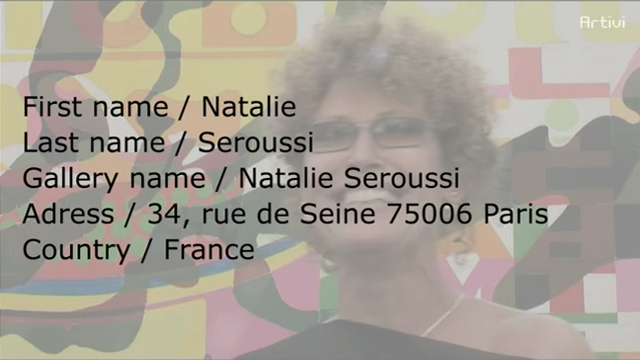 Artivi
First name / Natalie
Last name / Seroussi
Gallery name / Natalie Seroussi
Adress / 34, rue de Seine 75006 Paris
Country / France